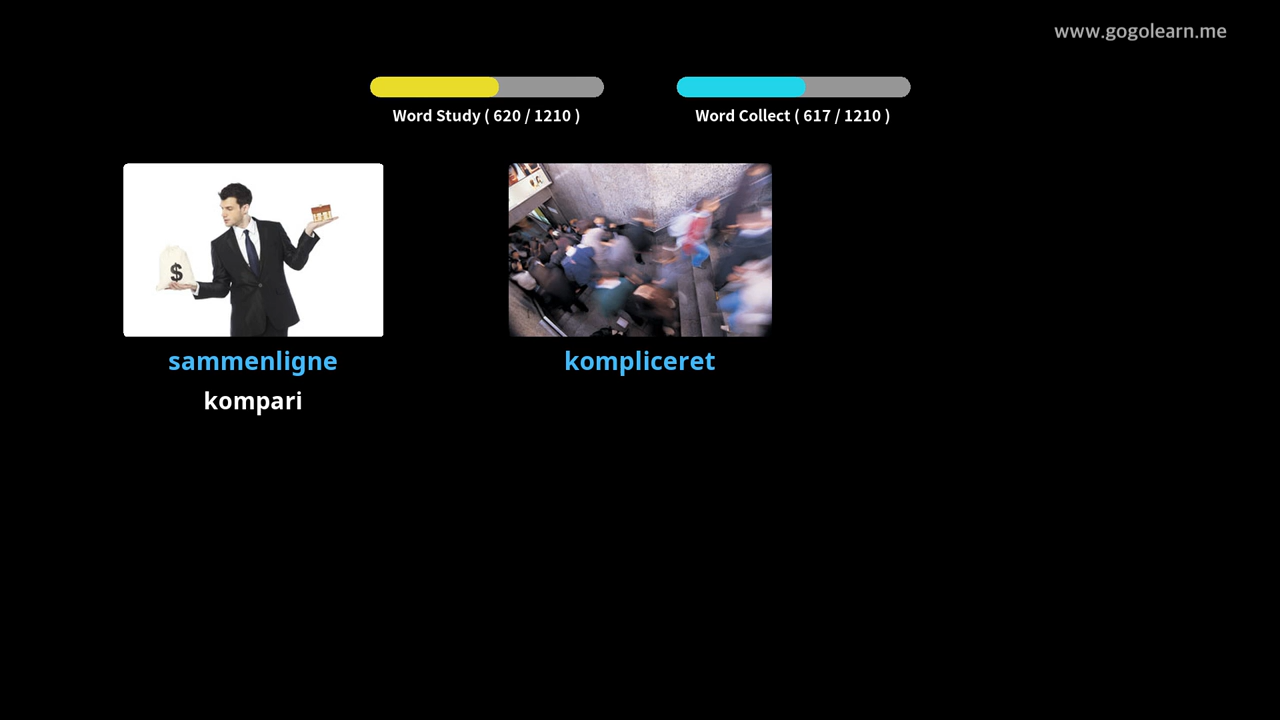 www.gogolearn.me
Word Study ( 620 / 1210 )
Word Collect ( 617 / 1210 )
$
sammenligne
kompliceret
kompari